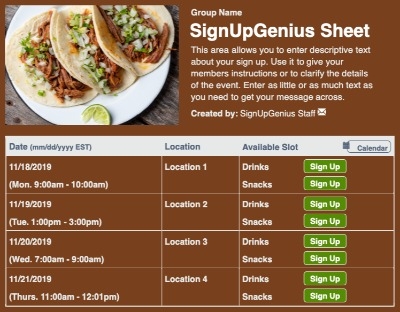 Group Name
SignUpGenius Sheet
This area allows you to enter descriptive text
about your sign up. Use it to give your
members instructions or to clarify the details
of the event. Enter as little or as much text as
you need to get your message across.
Created by: SignUpGenius Staff
Date (mm/dd/yyyy EST) Location Available Slot Calendar
11/18/2019 Location 1 Drinks Sign Up
(Mon. 9:00am - 10:00am) Snacks Sign Up
11/19/2019 Location 2 Drinks Sign Up
(Tue. 1:00pm - 3:00pm) Snacks Sign Up
11/20/2019 Location 3 Drinks Sign Up
(Wed. 7:00am - 9:00am) Snacks Sign Up
11/21/2019 Location 4 Drinks Sign Up
(Thurs. 11:00am - 12:01pm) Snacks Sign Up